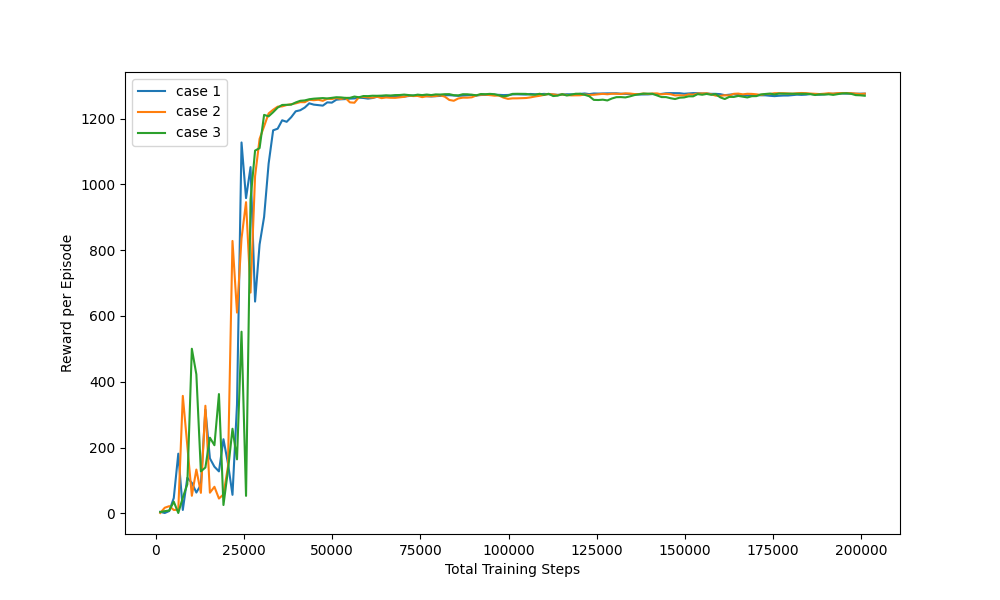 case 1
case 2
case 3
Reward per Episode
1200
1000
800
600
400
200
0
0 25000 50000 75000 100000 125000 150000 175000 200000
Total Training Steps